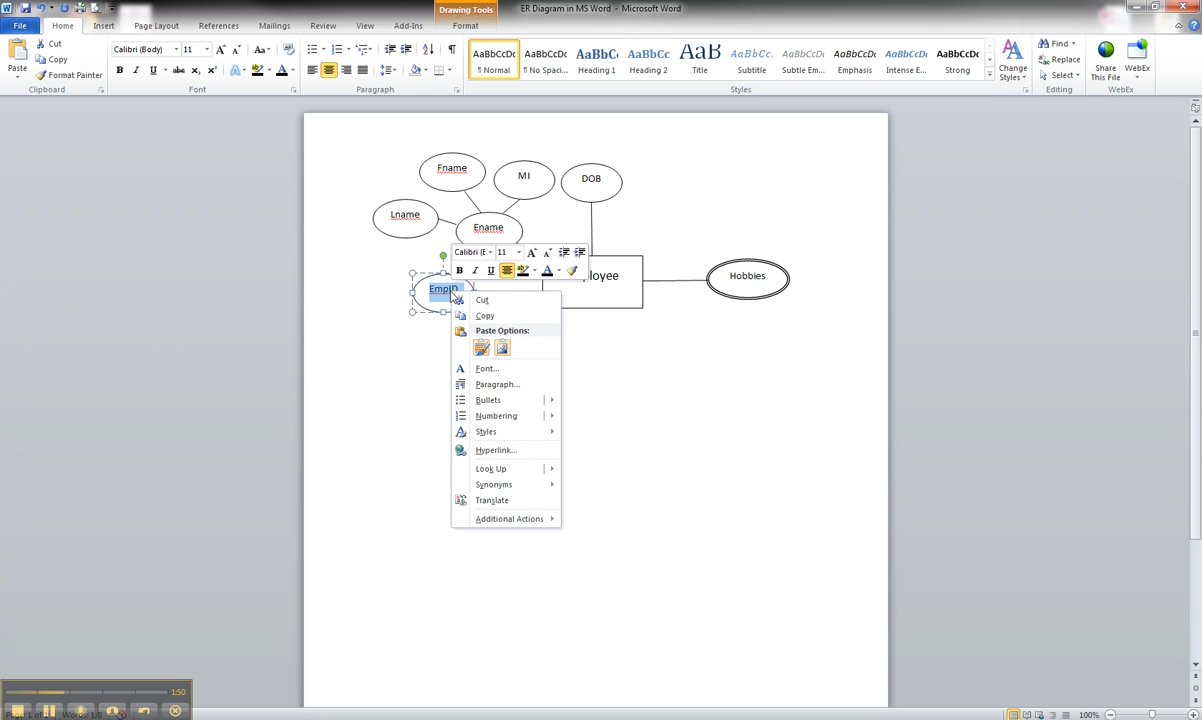 ER Diagram in MS Word - Microsoft Word
Drawing Tools
File
Home
Insert
Page Layout
References
Mailings
Review
View
Add-Ins
Format
Paste
Cut
Copy
Format Painter
Clipboard
Calibri (Body)
11
Font
Paragraph
AaBbCcDc
¶ Normal
AaBbCcDc
¶ No Spaci...
AaBbC
Heading 1
AaBbCc
Heading 2
AaB
Title
AaBbCc
Subtitle
AaBbCcDc
Subtle Em...
AaBbCcDc
Emphasis
AaBbCcDc
Intense E...
AaBbCcDc
Strong
Change
Styles
Styles
Find
Replace
Select
Editing
Share
This File
WebEx
WebEx
Fname
MI
DOB
Lname
Ename
Calibri (E
11
EmpID
ployee
Hobbies
Cut
Copy
Paste Options:
Font...
Paragraph...
Bullets
Numbering
Styles
Hyperlink...
Look Up
Synonyms
Translate
Additional Actions
1:50
100%